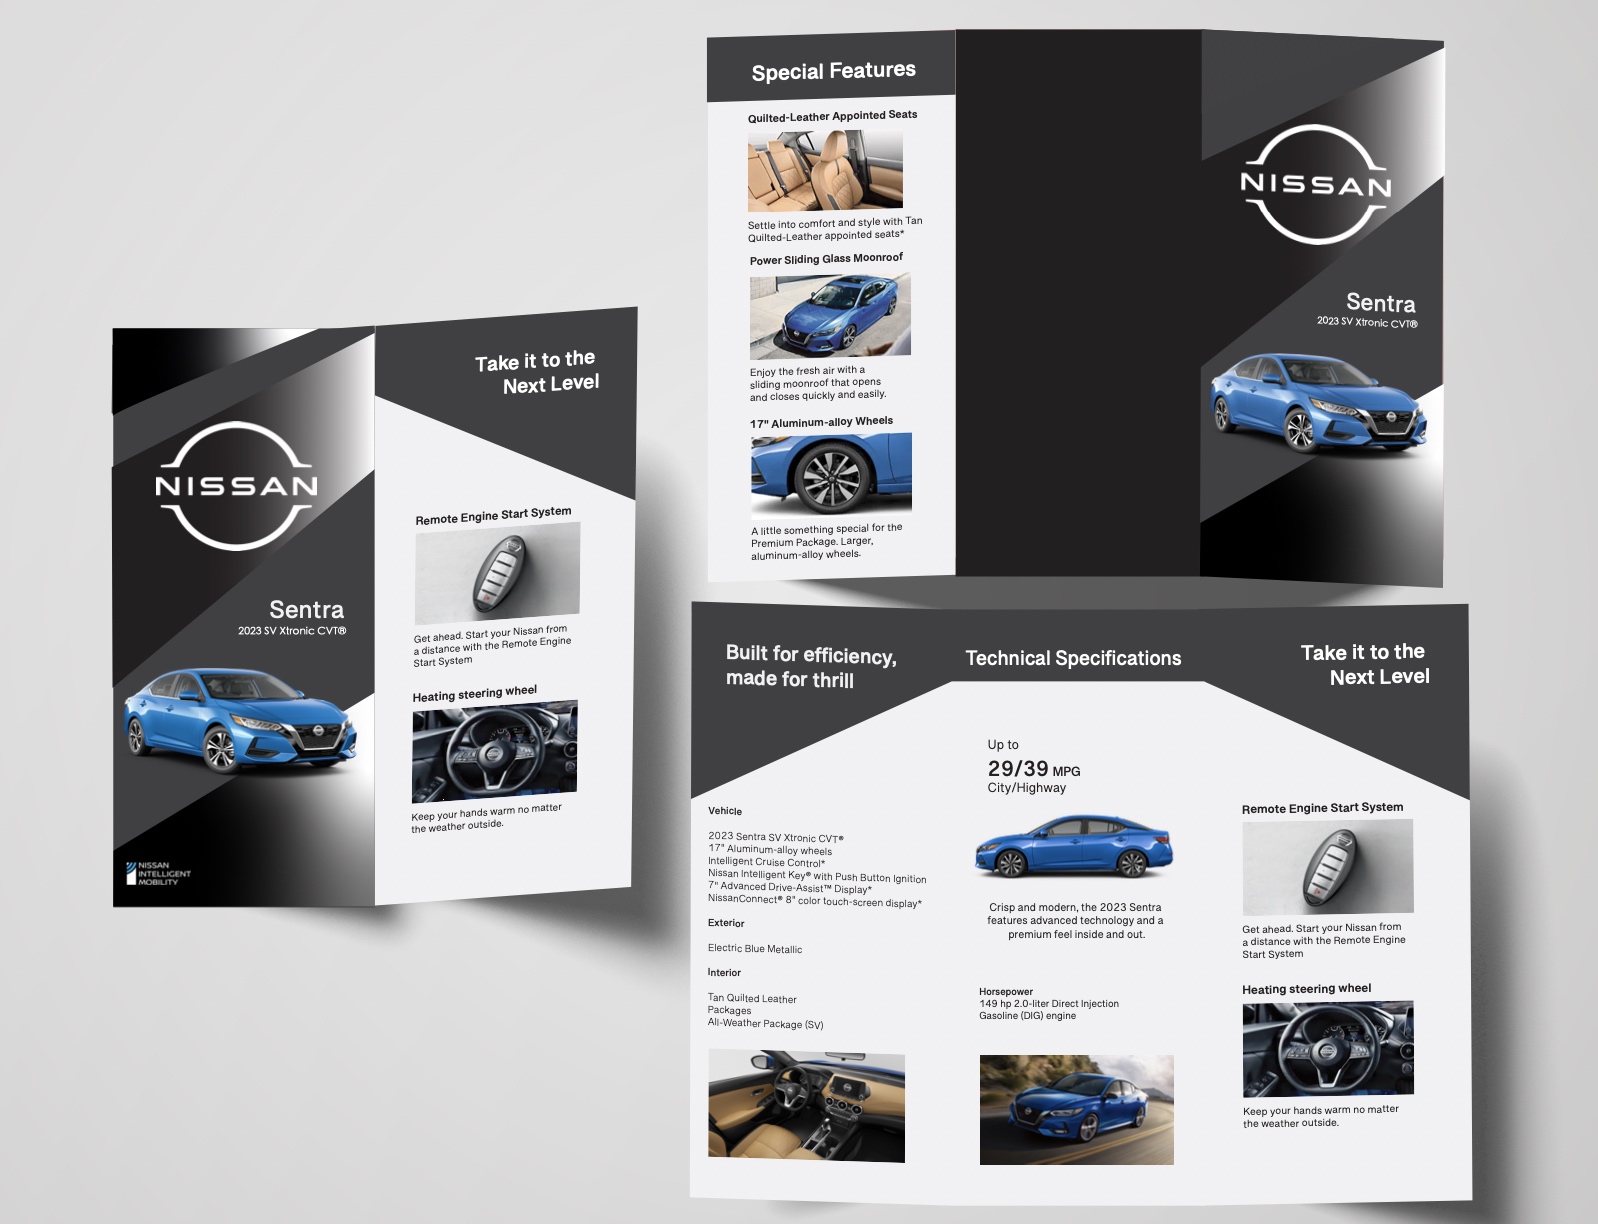 NISSAN
Sentra
2023 SV Xtronic CVT®
NISSAN
INTELLIGENT
MOBILITY
Take it to the
Next Level
Remote Engine Start System
Get ahead. Start your Nissan from
a distance with the Remote Engine
Start System
Heating steering wheel
Keep your hands warm no matter
the weather outside.
Special Features
Quilted-Leather Appointed Seats
Settle into comfort and style with Tan
Quilted-Leather appointed seats*
Power Sliding Glass Moonroof
Enjoy the fresh air with a
sliding moonroof that opens
and closes quickly and easily.
17" Aluminum-alloy Wheels
A little something special for the
Premium Package. Larger,
aluminum-alloy wheels.
NISSAN
Sentra
2023 SV Xtronic CVT®
Built for efficiency,
made for thrill
Vehicle
2023 Sentra SV Xtronic CVT®
17" Aluminum-alloy wheels
Intelligent Cruise Control*
Nissan Intelligent Key® with Push Button Ignition
7" Advanced Drive-Assist™ Display*
NissanConnect® 8" color touch-screen display*
Exterior
Electric Blue Metallic
Interior
Tan Quilted Leather
Packages
All-Weather Package (SV)
Technical Specifications
Up to
29/39 MPG
City/Highway
Crisp and modern, the 2023 Sentra
features advanced technology and a
premium feel inside and out.
Horsepower
149 hp 2.0-liter Direct Injection
Gasoline (DIG) engine
Take it to the
Next Level
Remote Engine Start System
Get ahead. Start your Nissan from
a distance with the Remote Engine
Start System
Heating steering wheel
Keep your hands warm no matter
the weather outside.